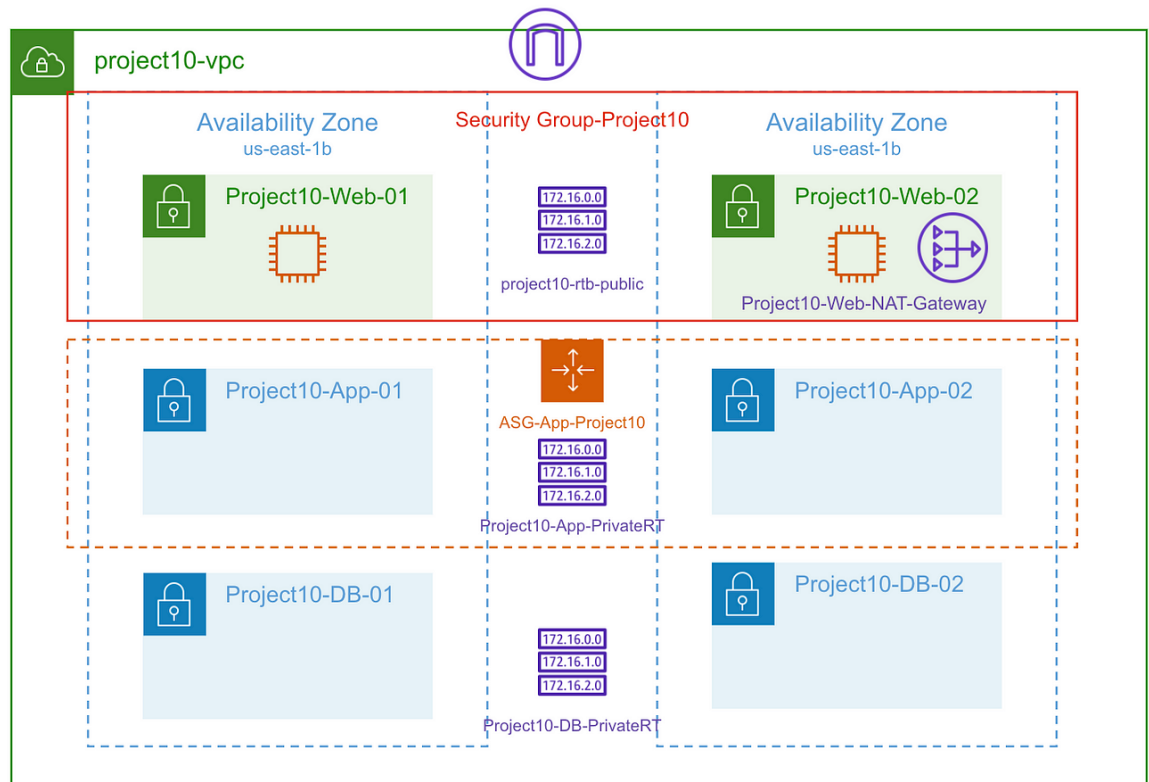 project10-vpc
Security Group-Project10
Availability Zone
us-east-1b
Availability Zone
us-east-1b
Project10-Web-01
172.16.0.0
172.16.1.0
172.16.2.0
project10-rtb-public
Project10-Web-02
Project10-Web-NAT-Gateway
Project10-App-01
ASG-App-Project10
172.16.0.0
172.16.1.0
172.16.2.0
Project10-App-PrivateRT
Project10-App-02
Project10-DB-01
172.16.0.0
172.16.1.0
172.16.2.0
Project10-DB-PrivateRT
Project10-DB-02